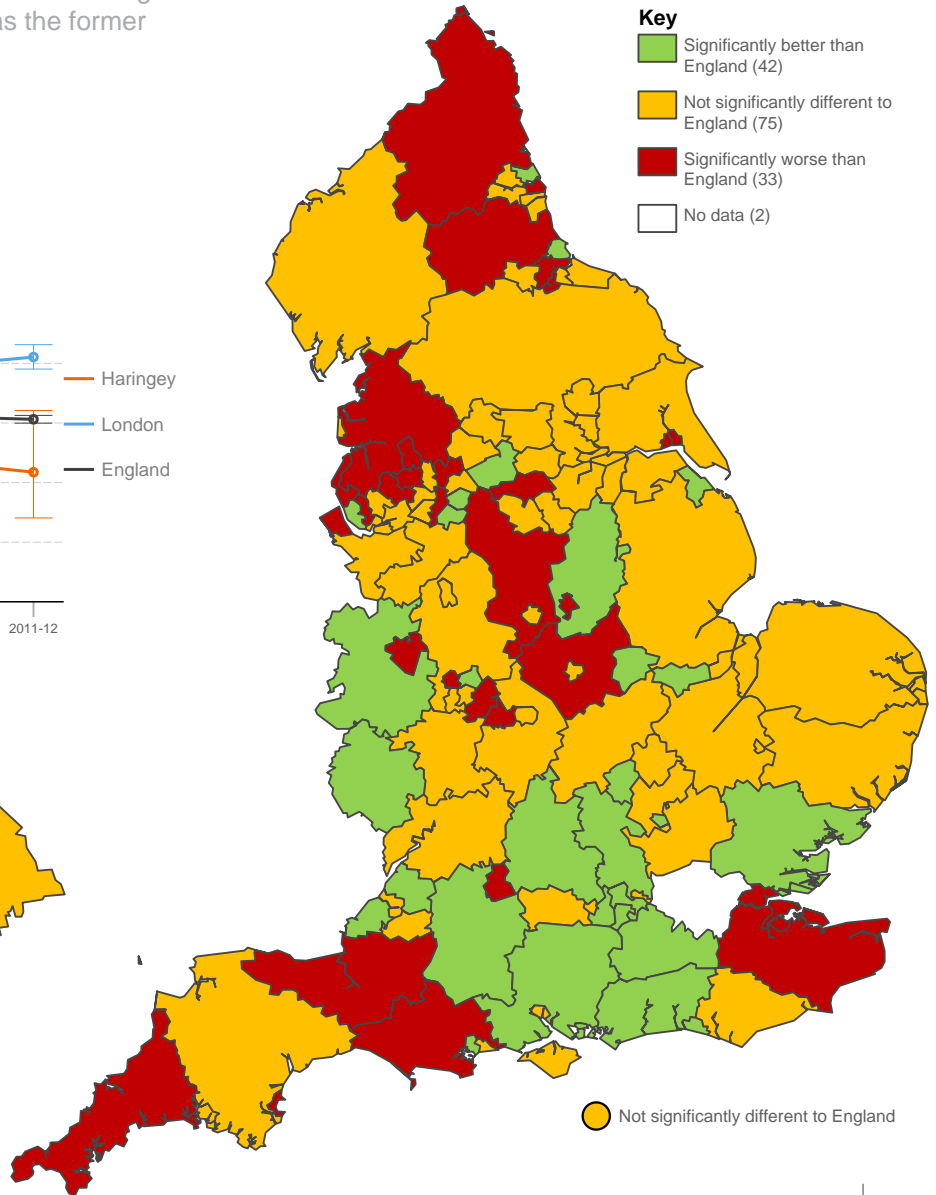 as the former
Key
Significantly better than
England (42)
Not significantly different to
England (75)
Significantly worse than
England (33)
No data (2)
Haringey
London
England
2011-12
Not significantly different to England